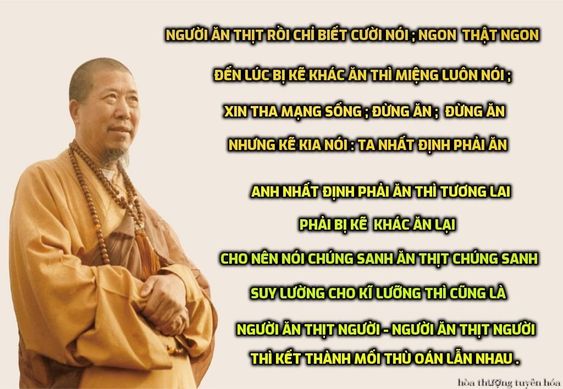 NGƯỜI ĂN THỊT RỒI CHỈ BIẾT CƯỜI NÓI ; NGON THẬT NGON
ĐẾN LÚC BỊ KẼ KHÁC ĂN THÌ MIỆNG LUÔN NÓI ;
XIN THA MẠNG SỐNG ; ĐỪNG ĂN ; ĐỪNG ĂN
NHƯNG KẼ KIA NÓI : TA NHẤT ĐỊNH PHẢI ĂN
ANH NHẤT ĐỊNH PHẢI ĂN THÌ TƯƠNG LAI
PHẢI BỊ KẼ KHÁC ĂN LẠI
CHO NÊN NÓI CHÚNG SANH ĂN THỊT CHÚNG SANH
SUY LƯỜNG CHO KĨ LƯỠNG THÌ CŨNG LÀ
NGƯỜI ĂN THỊT NGƯỜI - NGƯỜI ĂN THỊT NGƯỜI
THÌ KẾT THÀNH MỐI THÙ OÁN LẪN NHAU .
hòa thượng tuyên hóa